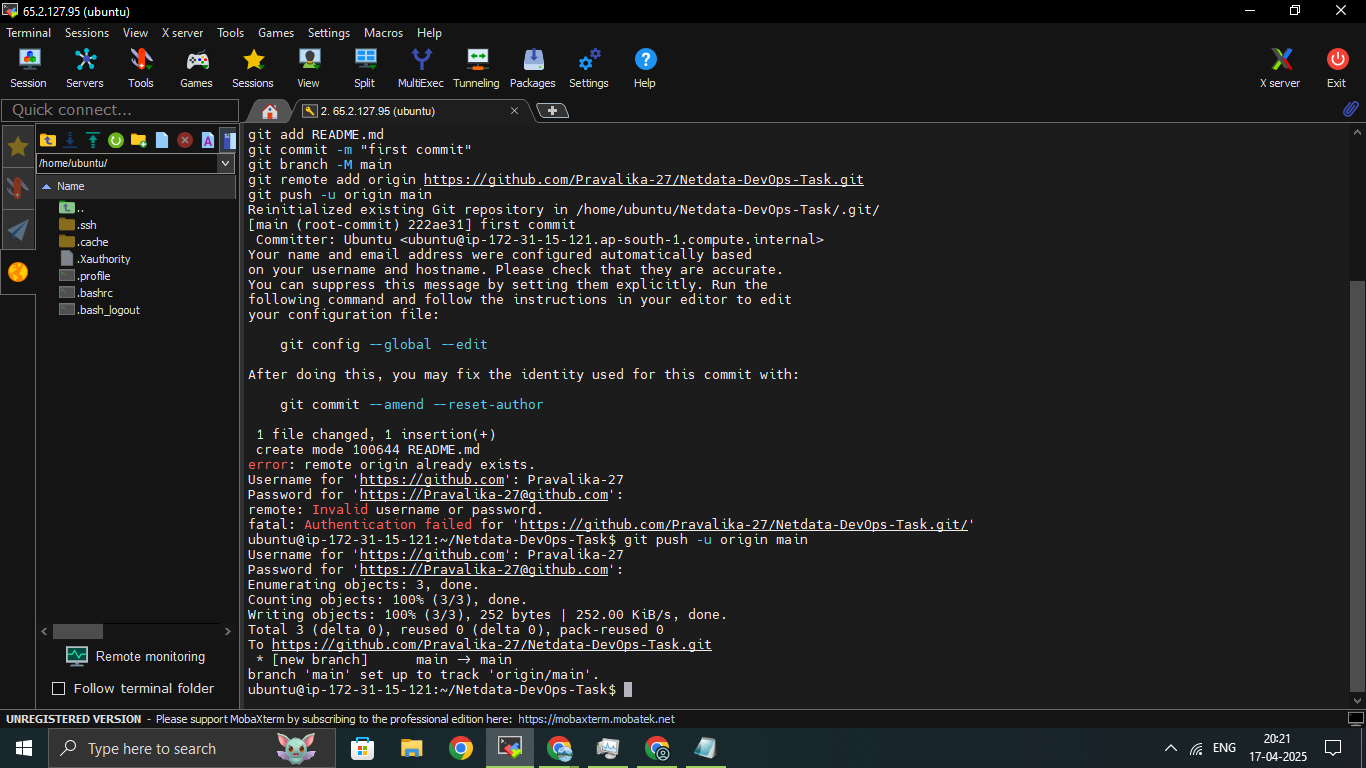 65.2.127.95 (ubuntu)
Terminal Sessions View X server Tools Games Settings Macros Help
Session Servers Tools Games Sessions View Split MultiExec Tunneling Packages Settings Help X server Exit
Quick connect...
2. 65.2.127.95 (ubuntu)
/home/ubuntu/
Name
..
.ssh
.cache
.Xauthority
.profile
.bashrc
.bash_logout
Remote monitoring
Follow terminal folder
git add README.md
git commit -m "first commit"
git branch -M main
git remote add origin https://github.com/Pravalika-27/Netdata-DevOps-Task.git
git push -u origin main
Reinitialized existing Git repository in /home/ubuntu/Netdata-DevOps-Task/.git/
[main (root-commit) 222ae31] first commit
Committer: Ubuntu <ubuntu@ip-172-31-15-121.ap-south-1.compute.internal>
Your name and email address were configured automatically based
on your username and hostname. Please check that they are accurate.
You can suppress this message by setting them explicitly. Run the
following command and follow the instructions in your editor to edit
your configuration file:
git config --global --edit
After doing this, you may fix the identity used for this commit with:
git commit --amend --reset-author
1 file changed, 1 insertion(+)
create mode 100644 README.md
error: remote origin already exists.
Username for 'https://github.com': Pravalika-27
Password for 'https://Pravalika-27@github.com':
remote: Invalid username or password.
fatal: Authentication failed for 'https://github.com/Pravalika-27/Netdata-DevOps-Task.git/'
ubuntu@ip-172-31-15-121:~/Netdata-DevOps-Task$ git push -u origin main
Username for 'https://github.com': Pravalika-27
Password for 'https://Pravalika-27@github.com':
Enumerating objects: 3, done.
Counting objects: 100% (3/3), done.
Writing objects: 100% (3/3), 252 bytes | 252.00 KiB/s, done.
Total 3 (delta 0), reused 0 (delta 0), pack-reused 0
To https://github.com/Pravalika-27/Netdata-DevOps-Task.git
* [new branch] main -> main
branch 'main' set up to track 'origin/main'.
ubuntu@ip-172-31-15-121:~/Netdata-DevOps-Task$
UNREGISTERED VERSION - Please support MobaXterm by subscribing to the professional edition here: https://mobaxterm.mobatek.net
Type here to search
ENG
20:21
17-04-2025